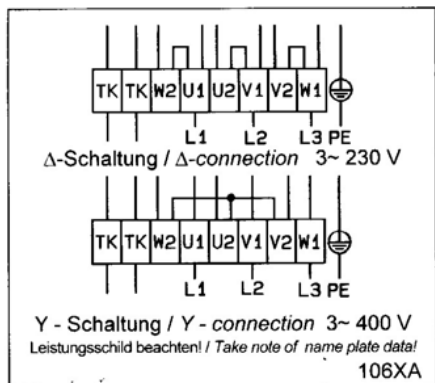 TK TK W2 U1 U2 V1 V2 W1
L1 L2 L3 PE
Δ-Schaltung / Δ-connection 3~ 230 V
TK TK W2 U1 U2 V1 V2 W1
L1 L2 L3 PE
Y - Schaltung / Y - connection 3~ 400 V
Leistungsschild beachten! / Take note of name plate data!
106XA